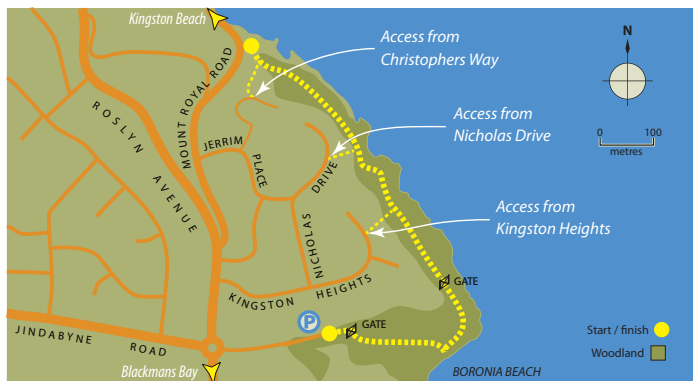 Kingston Beach
Access from
Christophers Way
N
MOUNT ROYAL ROAD
ROSLYN AVENUE
Access from
Nicholas Drive
0 100
metres
JERRIM PLACE
NICHOLAS DRIVE
Access from
Kingston Heights
KINGSTON HEIGHTS
GATE
P
GATE
Start / finish
JINDABYNE ROAD
Woodland
Blackmans Bay
BORONIA BEACH